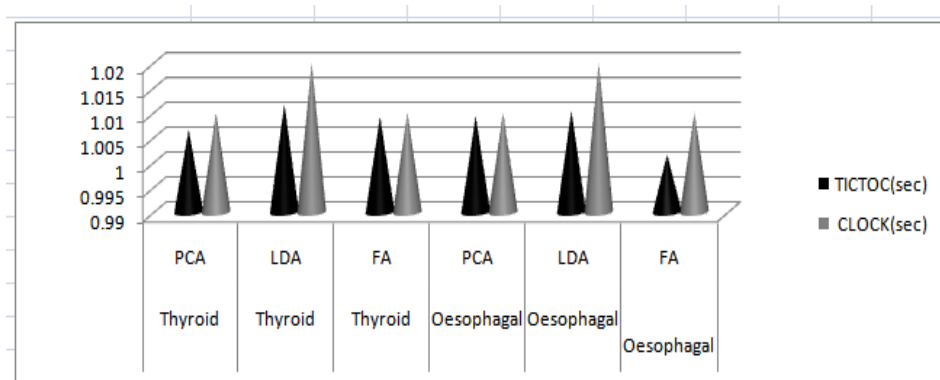 1.02
1.015
1.01
1.005
1
0.995
0.99
PCA LDA FA PCA LDA FA
Thyroid Thyroid Thyroid Oesophagal Oesophagal
Oesophagal
TICTOC(sec)
CLOCK(sec)